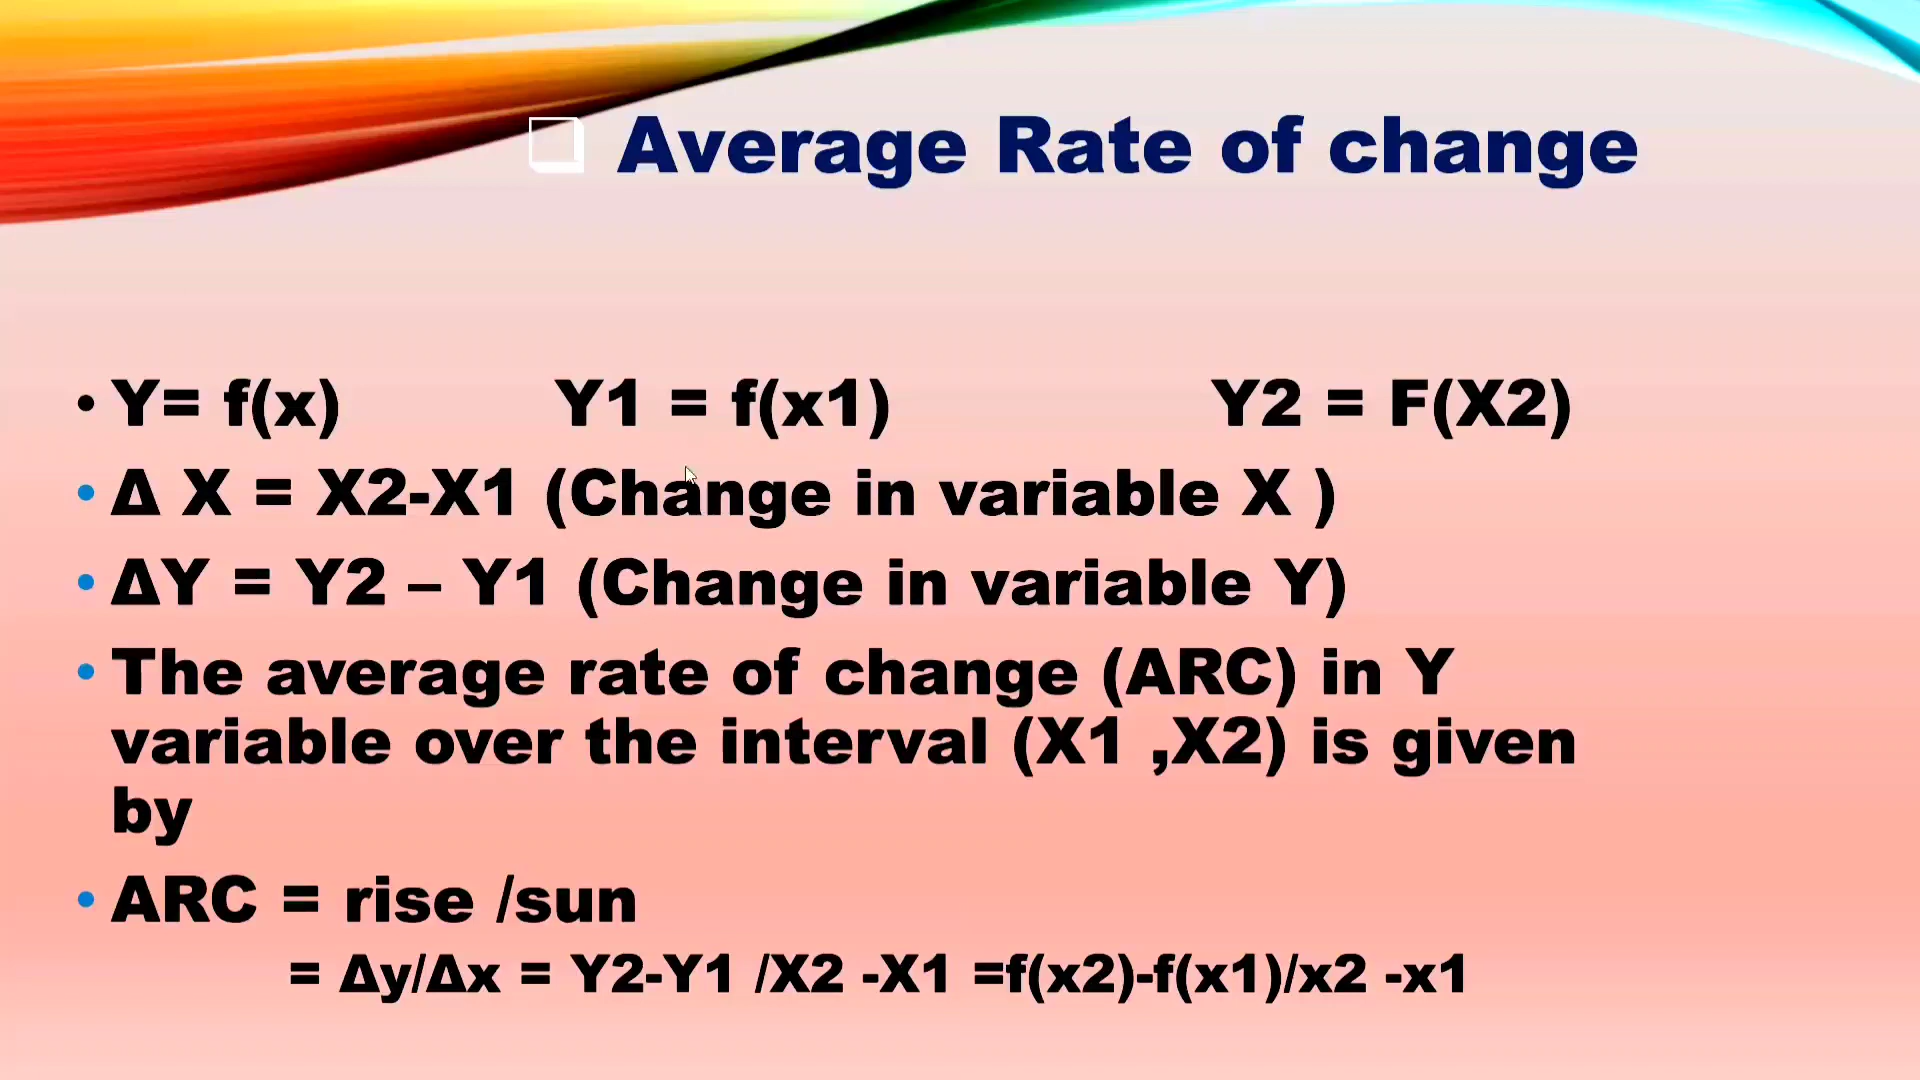 Average Rate of change
• Y= f(x) Y1 = f(x1) Y2 = F(X2)
• Δ X = X2-X1 (Change in variable X )
• ΔY = Y2 – Y1 (Change in variable Y)
• The average rate of change (ARC) in Y
variable over the interval (X1 ,X2) is given
by
• ARC = rise /sun
= Δy/Δx = Y2-Y1 /X2 -X1 =f(x2)-f(x1)/x2 -x1